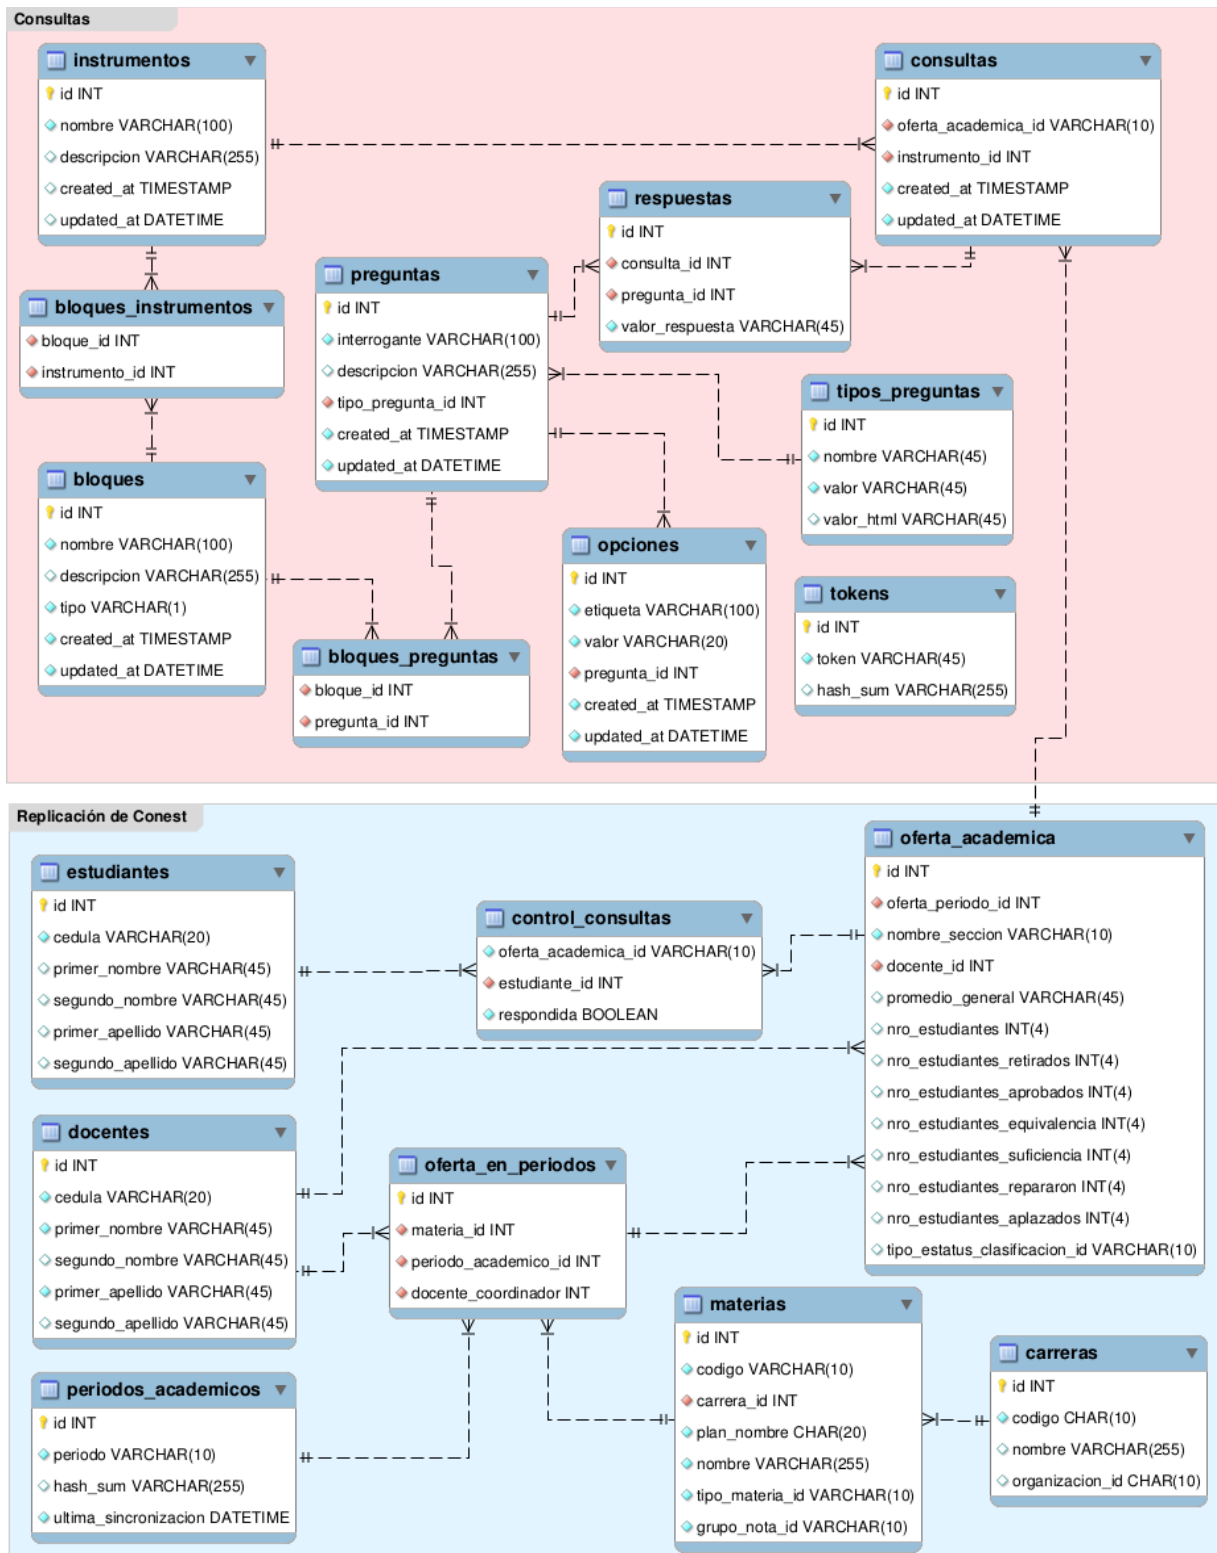 Consultas
instrumentos
id INT
nombre VARCHAR(100)
descripcion VARCHAR(255)
created_at TIMESTAMP
updated_at DATETIME
consultas
id INT
oferta_academica_id VARCHAR(10)
instrumento_id INT
created_at TIMESTAMP
updated_at DATETIME
respuestas
id INT
consulta_id INT
pregunta_id INT
valor_respuesta VARCHAR(45)
preguntas
id INT
interrogante VARCHAR(100)
descripcion VARCHAR(255)
tipo_pregunta_id INT
created_at TIMESTAMP
updated_at DATETIME
bloques_instrumentos
bloque_id INT
instrumento_id INT
tipos_preguntas
id INT
nombre VARCHAR(45)
valor VARCHAR(45)
valor_html VARCHAR(45)
bloques
id INT
nombre VARCHAR(100)
descripcion VARCHAR(255)
tipo VARCHAR(1)
created_at TIMESTAMP
updated_at DATETIME
opciones
id INT
etiqueta VARCHAR(100)
valor VARCHAR(20)
pregunta_id INT
created_at TIMESTAMP
updated_at DATETIME
tokens
id INT
token VARCHAR(45)
hash_sum VARCHAR(255)
bloques_preguntas
bloque_id INT
pregunta_id INT
Replicación de Conest
estudiantes
id INT
cedula VARCHAR(20)
primer_nombre VARCHAR(45)
segundo_nombre VARCHAR(45)
primer_apellido VARCHAR(45)
segundo_apellido VARCHAR(45)
control_consultas
oferta_academica_id VARCHAR(10)
estudiante_id INT
respondida BOOLEAN
oferta_academica
id INT
oferta_periodo_id INT
nombre_seccion VARCHAR(10)
docente_id INT
promedio_general VARCHAR(45)
nro_estudiantes INT(4)
nro_estudiantes_retirados INT(4)
nro_estudiantes_aprobados INT(4)
nro_estudiantes_equivalencia INT(4)
nro_estudiantes_suficiencia INT(4)
nro_estudiantes_repararon INT(4)
nro_estudiantes_aplazados INT(4)
tipo_estatus_clasificacion_id VARCHAR(10)
docentes
id INT
cedula VARCHAR(20)
primer_nombre VARCHAR(45)
segundo_nombre VARCHAR(45)
primer_apellido VARCHAR(45)
segundo_apellido VARCHAR(45)
oferta_en_periodos
id INT
materia_id INT
periodo_academico_id INT
docente_coordinador INT
materias
id INT
codigo VARCHAR(10)
carrera_id INT
plan_nombre CHAR(20)
nombre VARCHAR(255)
tipo_materia_id VARCHAR(10)
grupo_nota_id VARCHAR(10)
carreras
id INT
codigo CHAR(10)
nombre VARCHAR(255)
organizacion_id CHAR(10)
periodos_academicos
id INT
periodo VARCHAR(10)
hash_sum VARCHAR(255)
ultima_sincronizacion DATETIME